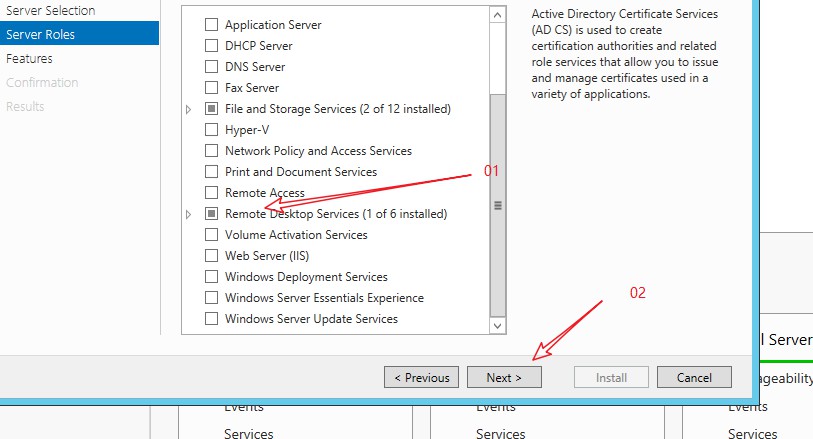 Server Selection
Server Roles
Features
Confirmation
Results
Application Server
DHCP Server
DNS Server
Fax Server
File and Storage Services (2 of 12 installed)
Hyper-V
Network Policy and Access Services
Print and Document Services
Remote Access
Remote Desktop Services (1 of 6 installed)
Volume Activation Services
Web Server (IIS)
Windows Deployment Services
Windows Server Essentials Experience
Windows Server Update Services
Active Directory Certificate Services
(AD CS) is used to create
certification authorities and related
role services that allow you to issue
and manage certificates used in a
variety of applications.
01
02
< Previous
Next >
Install
Cancel
l Server
ageability
Events
Events
Events
Services
Services
Services